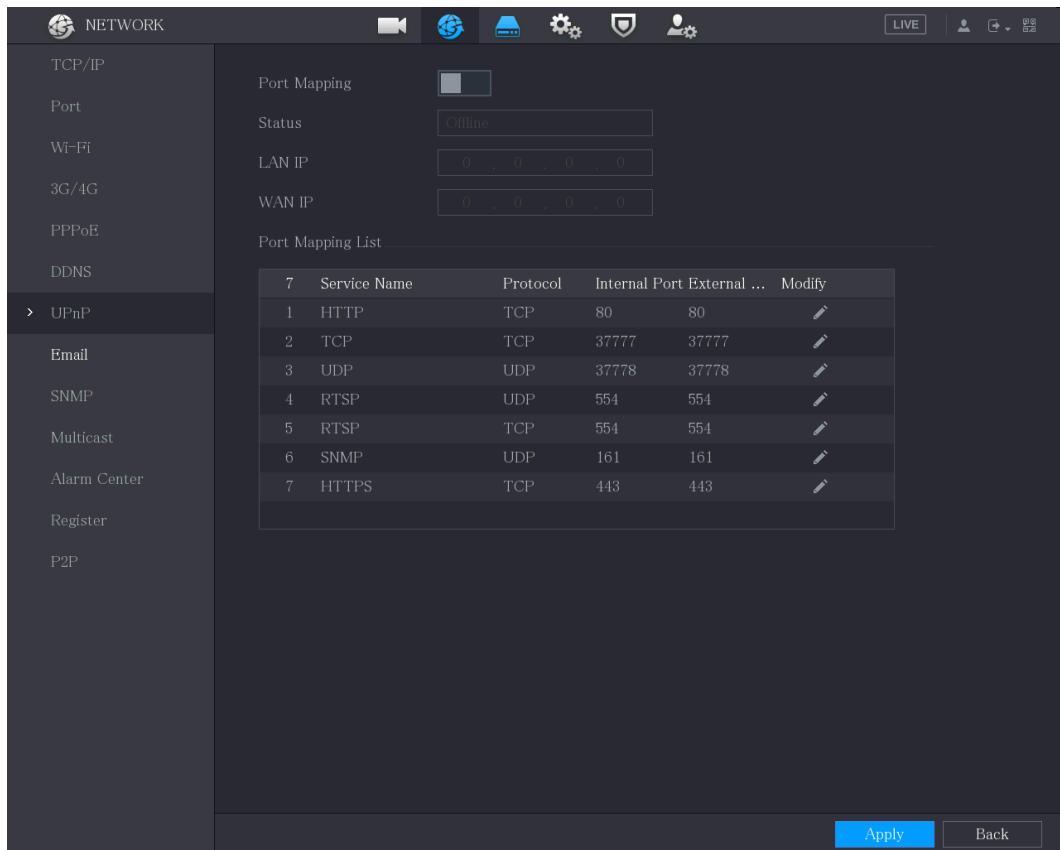 NETWORK
LIVE
TCP/IP
Port
Wi-Fi
3G/4G
PPPoE
DDNS
UPnP
Email
SNMP
Multicast
Alarm Center
Register
P2P
Port Mapping
Status Offline
LAN IP 0 . 0 . 0 . 0
WAN IP 0 . 0 . 0 . 0
Port Mapping List
7 Service Name Protocol Internal Port External ... Modify
1 HTTP TCP 80 80
2 TCP TCP 37777 37777
3 UDP UDP 37778 37778
4 RTSP UDP 554 554
5 RTSP TCP 554 554
6 SNMP UDP 161 161
7 HTTPS TCP 443 443
Apply Back